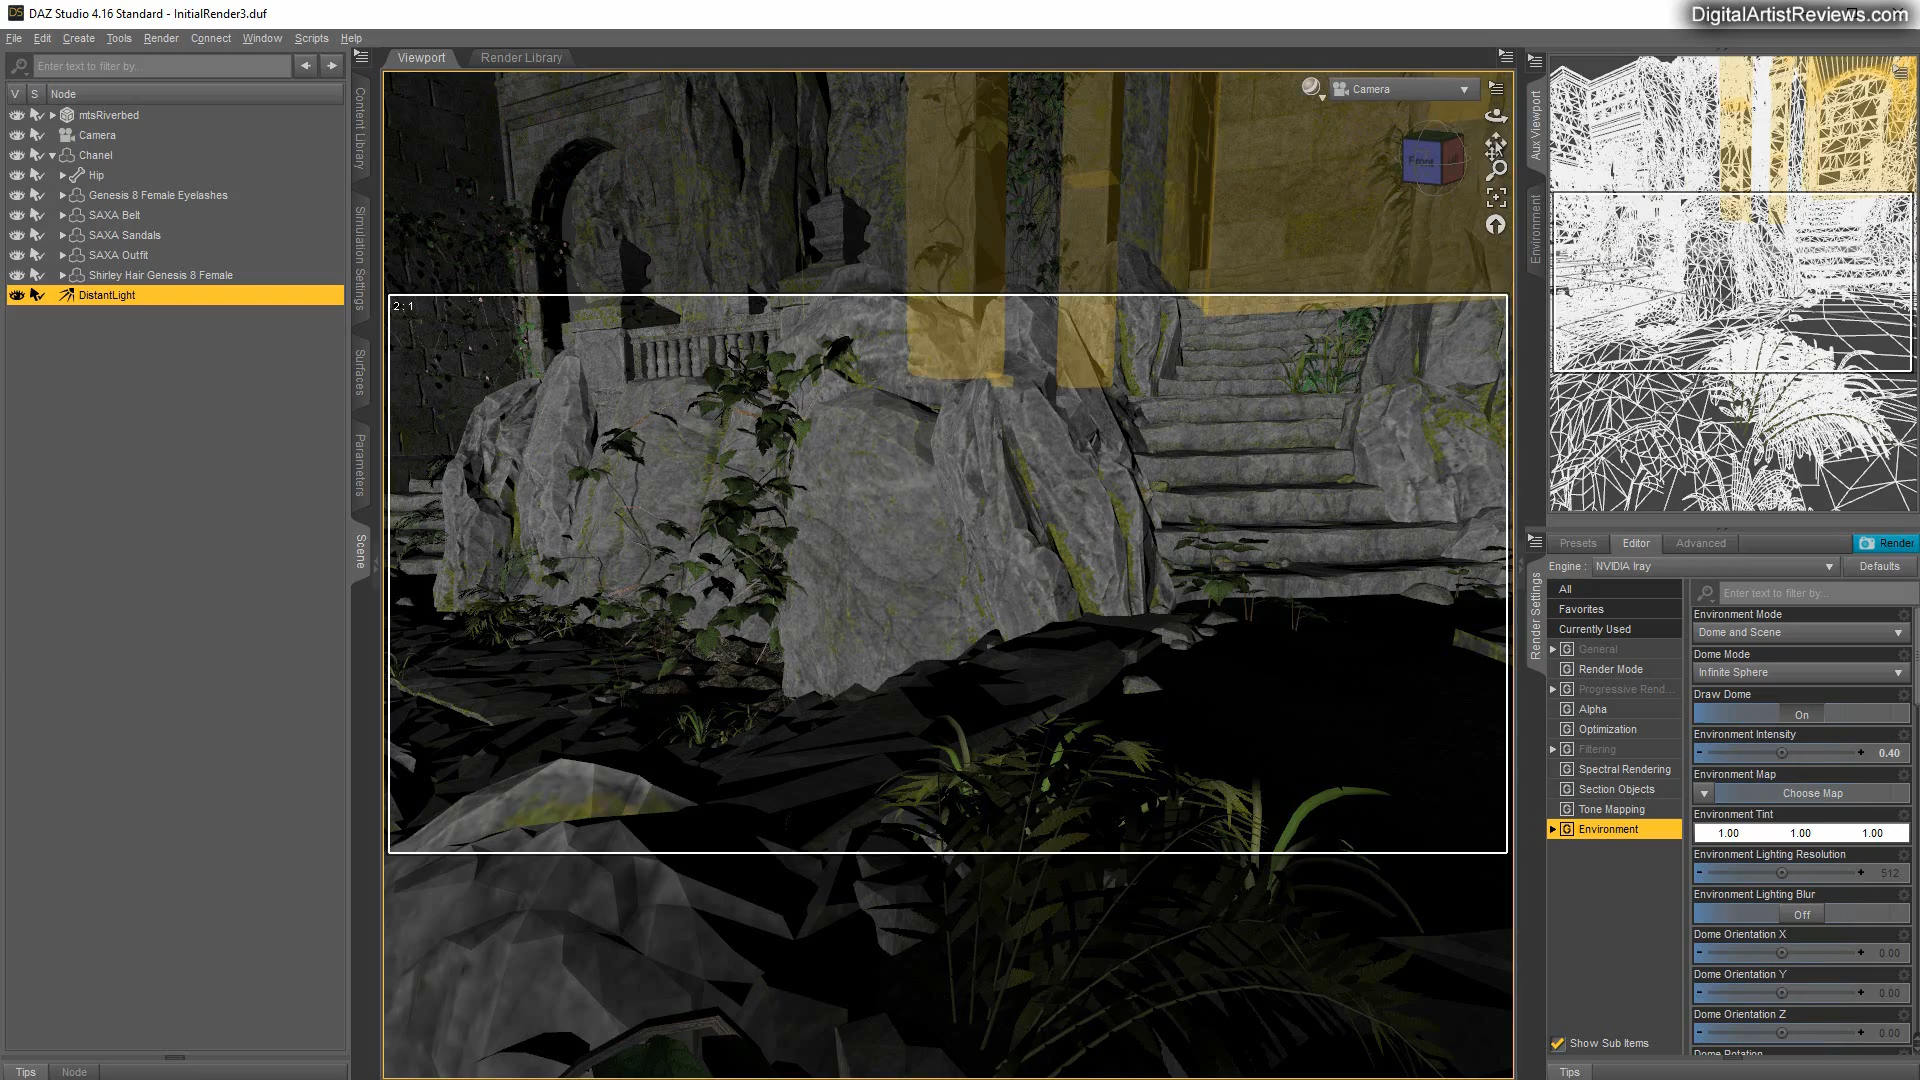 DS DAZ Studio 4.16 Standard - InitialRender3.duf
DigitalArtistReviews.com
File Edit Create Tools Render Connect Window Scripts Help
Enter text to filter by...
V S Node
mtsRiverbed
Camera
Chanel
Hip
Genesis 8 Female Eyelashes
SAXA Belt
SAXA Sandals
SAXA Outfit
Shirley Hair Genesis 8 Female
DistantLight
Tips Node
Content Library
Simulation Settings
Surfaces
Parameters
Scene
Viewport Render Library
Camera
Front
2 : 1
Aux Viewport
Environment
Render Settings
Presets Editor Advanced Render
Engine : NVIDIA Iray Defaults
All
Favorites
Currently Used
G General
G Render Mode
G Progressive Rend...
G Alpha
G Optimization
G Filtering
G Spectral Rendering
G Section Objects
G Tone Mapping
G Environment
Show Sub Items
Enter text to filter by...
Environment Mode
Dome and Scene
Dome Mode
Infinite Sphere
Draw Dome
On
Environment Intensity
- + 0.40
Environment Map
Choose Map
Environment Tint
1.00 1.00 1.00
Environment Lighting Resolution
- + 512
Environment Lighting Blur
Off
Dome Orientation X
- + 0.00
Dome Orientation Y
- + 0.00
Dome Orientation Z
- + 0.00
Dome Rotation
Tips